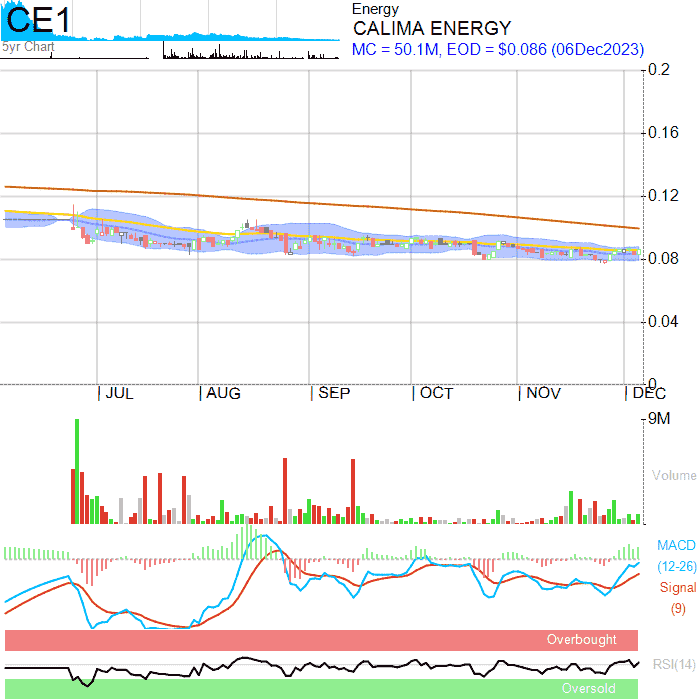 CE1
5yr Chart
Energy
CALIMA ENERGY
MC = 50.1M, EOD = $0.086 (06Dec2023)
0.2
0.16
0.12
0.08
0.04
0
JUL AUG SEP OCT NOV DEC
9M
Volume
MACD
(12-26)
Signal
(9)
Overbought
RSI(14)
Oversold